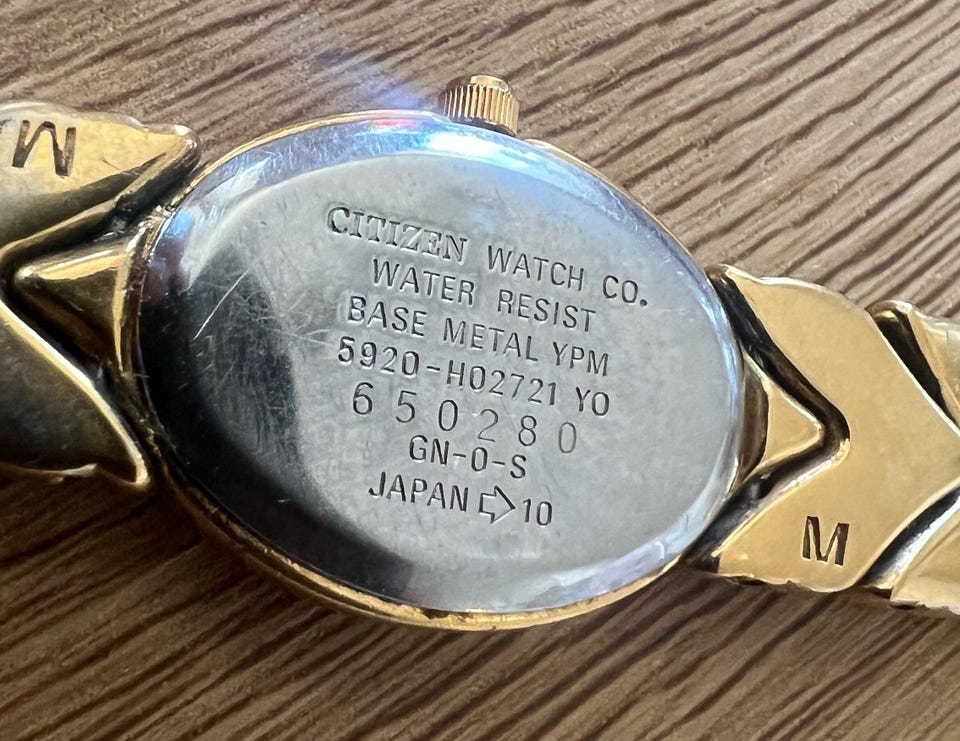 M
CITIZEN WATCH CO.
WATER RESIST
BASE METAL YPM
5920-H02721 YO
650280
GN-0-S
JAPAN ⇨10
M